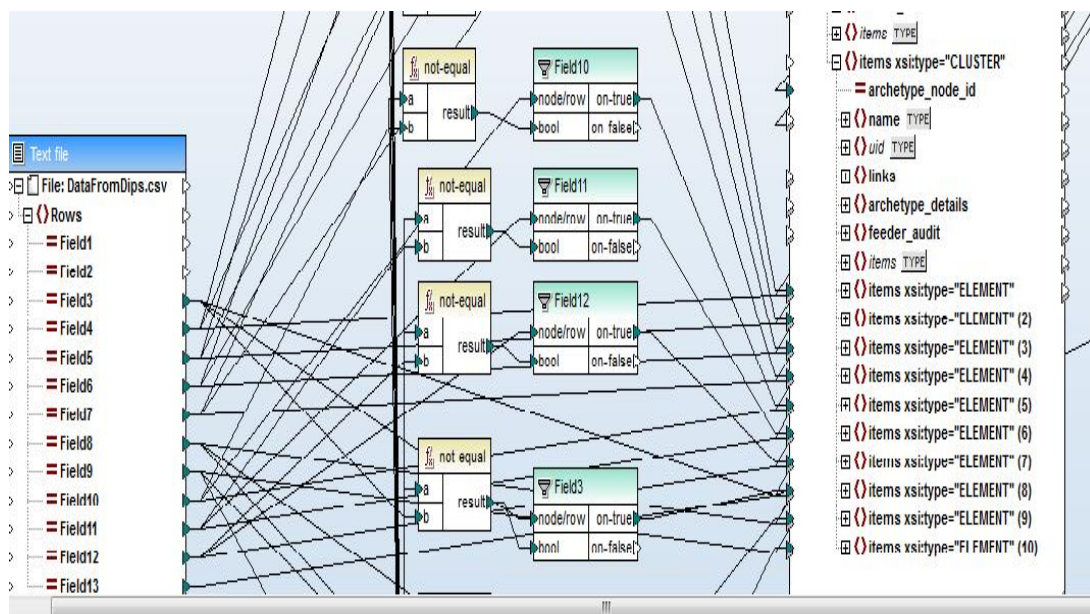 items TYPE
not-equal
Field10
items xsi:type="CLUSTER"
a
node/row
on-true
archetype_node_id
result
b
bool
on-false
name TYPE
Text file
uid TYPE
File: DataFromDips.csv
not-equal
Field11
links
Rows
a
node/row
on-true
archetype_details
Field1
result
b
bool
on-false
feeder_audit
Field2
items TYPE
Field3
not-equal
Field12
items xsi:type="ELEMENT"
Field4
a
node/row
on-true
items xsi:type="ELEMENT" (2)
Field5
result
b
bool
on-false
items xsi:type="ELEMENT" (3)
Field6
items xsi:type="ELEMENT" (4)
Field7
items xsi:type="ELEMENT" (5)
Field8
not equal
items xsi:type="ELEMENT" (6)
Field9
a
Field3
items xsi:type="ELEMENT" (7)
Field10
result
items xsi:type="ELEMENT" (8)
Field11
b
node/row
on-true
items xsi:type="ELEMENT" (9)
Field12
bool
on-false
items xsi:type="ELEMENT" (10)
Field13